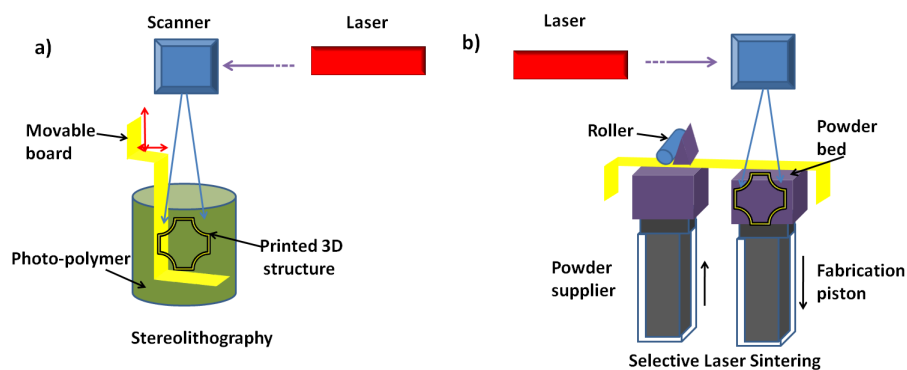 a)
Scanner
Laser
Movable
board
Photo-polymer
Printed 3D
structure
Stereolithography
b)
Laser
Roller
Powder
bed
Powder
supplier
Fabrication
piston
Selective Laser Sintering